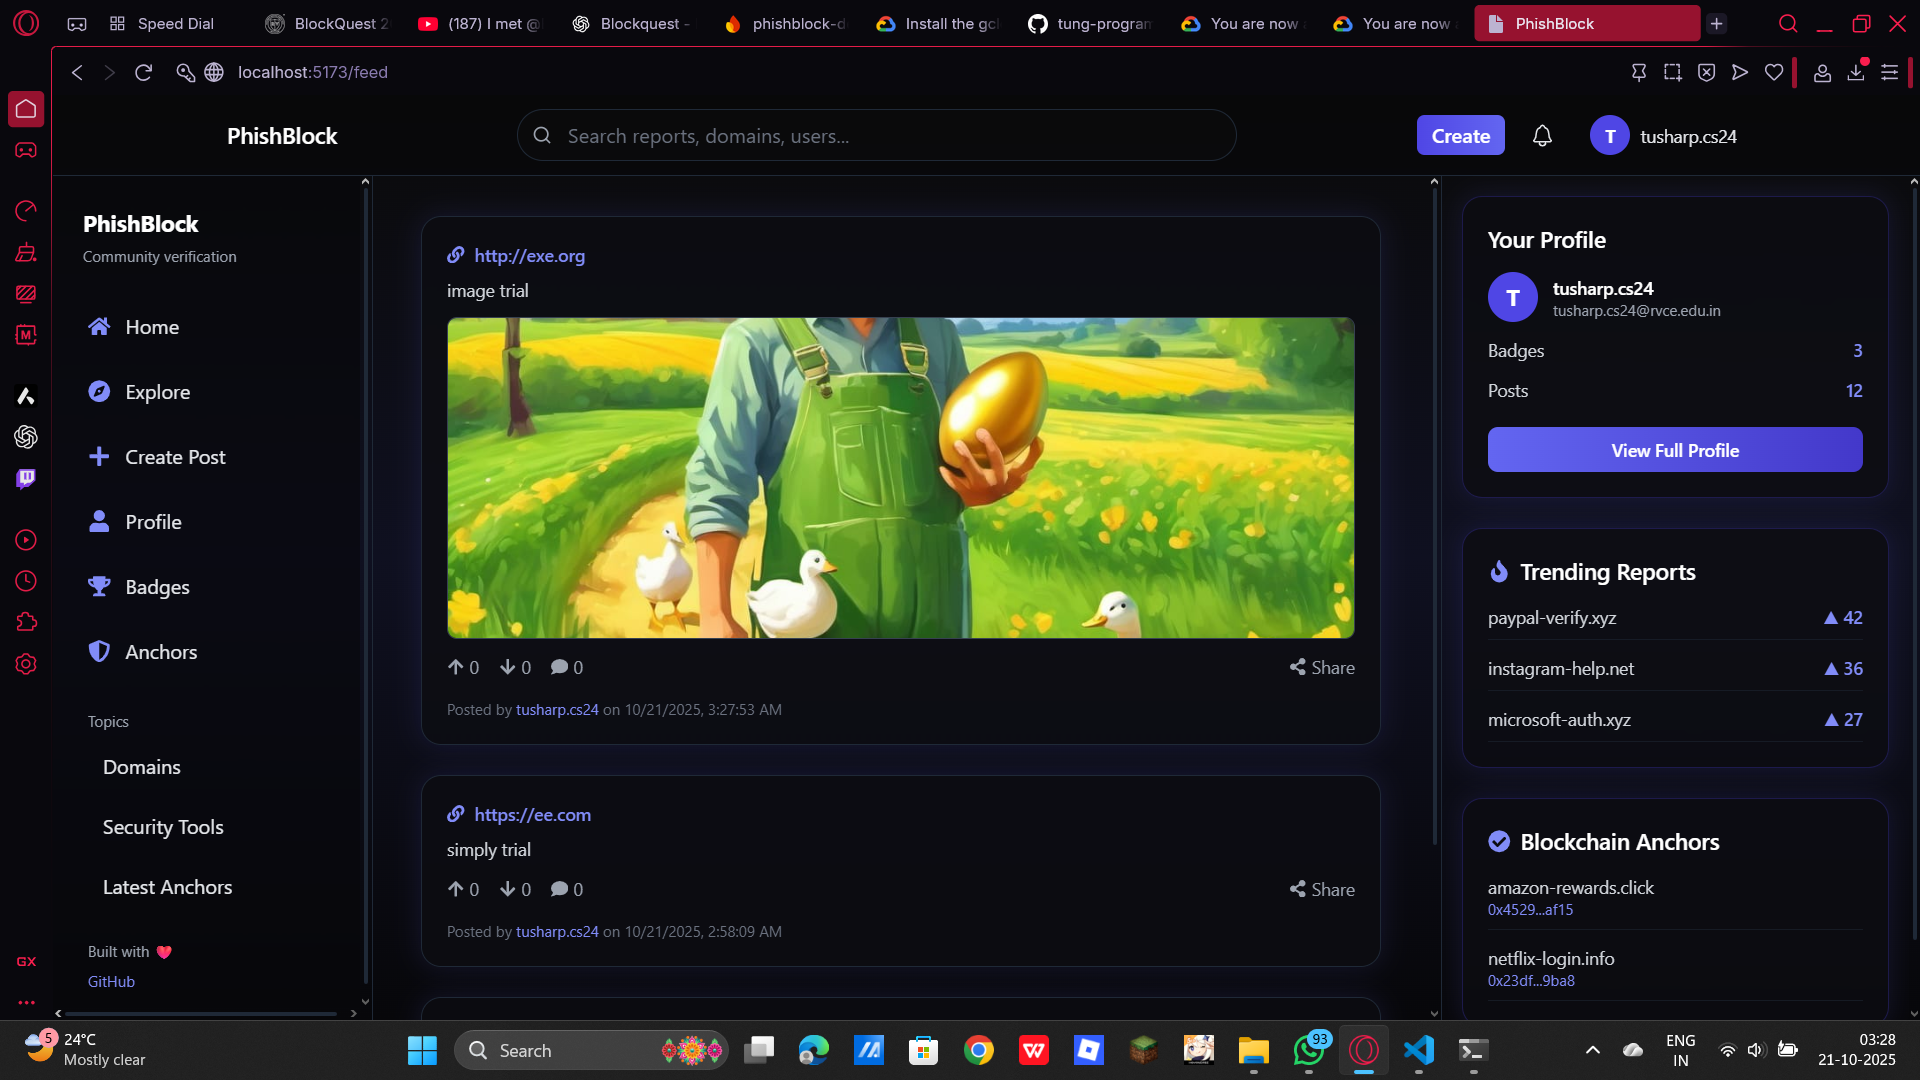 Speed Dial
BlockQuest 2
(187) I met @
Blockquest -
phishblock-d
Install the gcl
tung-program
You are now
You are now
PhishBlock
localhost:5173/feed
PhishBlock
Search reports, domains, users...
Create
T
tusharp.cs24
PhishBlock
Community verification
Home
Explore
Create Post
Profile
Badges
Anchors
Topics
Domains
Security Tools
Latest Anchors
Built with
GitHub
http://exe.org
image trial
0
0
0
Share
Posted by tusharp.cs24 on 10/21/2025, 3:27:53 AM
https://ee.com
simply trial
0
0
0
Share
Posted by tusharp.cs24 on 10/21/2025, 2:58:09 AM
Your Profile
T
tusharp.cs24
tusharp.cs24@rvce.edu.in
Badges 3
Posts 12
View Full Profile
Trending Reports
paypal-verify.xyz ▲ 42
instagram-help.net ▲ 36
microsoft-auth.xyz ▲ 27
Blockchain Anchors
amazon-rewards.click
0x4529...af15
netflix-login.info
0x23df...9ba8
M
GX
5
24°C
Mostly clear
Search
W
93
ENG
IN
03:28
21-10-2025